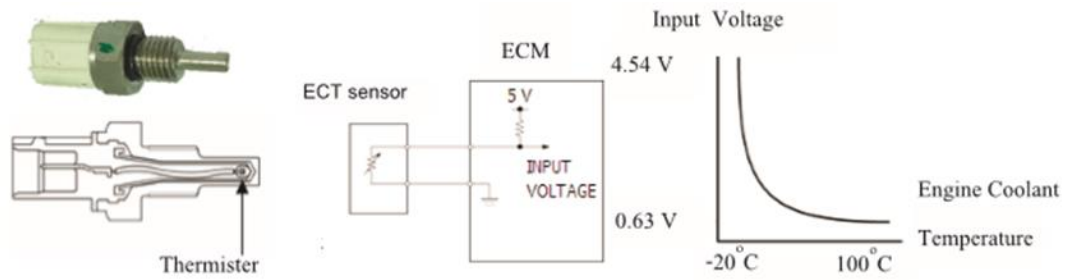 Input Voltage
ECM
4.54 V
ECT sensor
5 V
INPUT
VOLTAGE
0.63 V
Engine Coolant
Temperature
-20°C
100°C
Thermister